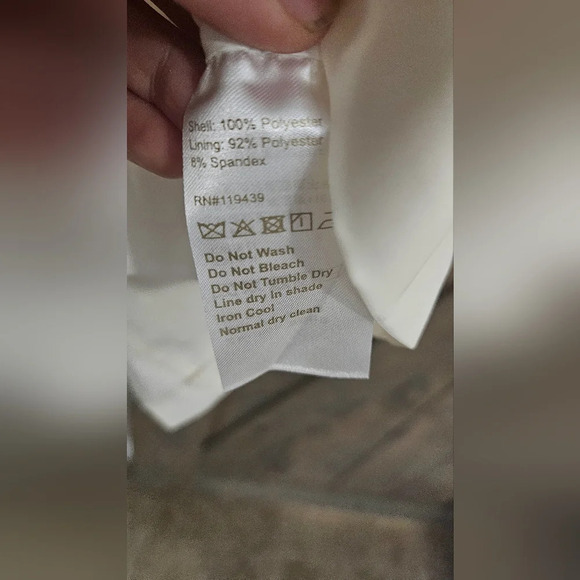 Shell: 100% Polyester
Lining: 92% Polyester
8% Spandex
RN#119439
Do Not Wash
Do Not Bleach
Do Not Tumble Dry
Line dry In shade
Iron Cool
Normal dry clean